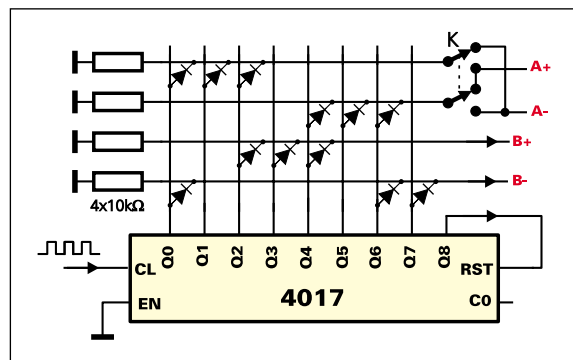 K
A+
A-
B+
B-
4x10kΩ
Q0 Q1 Q2 Q3 Q4 Q5 Q6 Q7 Q8
CL RST
4017
EN C0